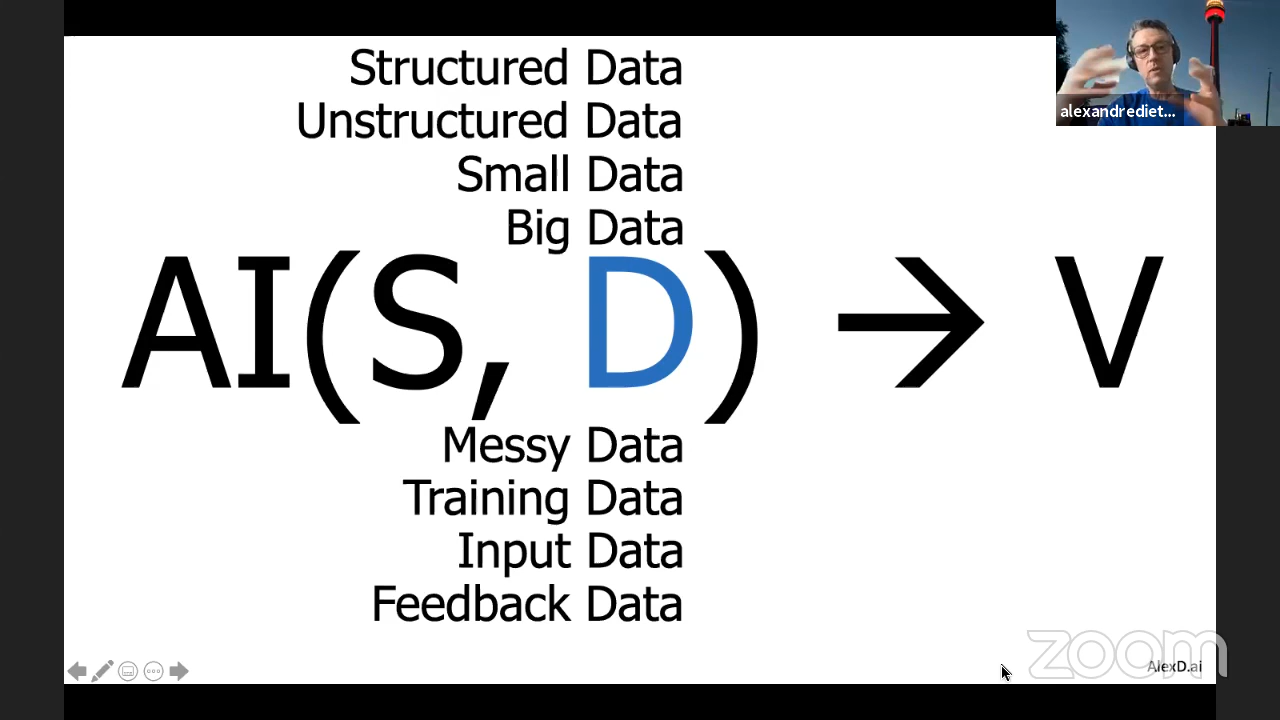 Structured Data
Unstructured Data
Small Data
Big Data
AI(S, D) → V
Messy Data
Training Data
Input Data
Feedback Data
alexandrediet...
zoom
AlexD.ai